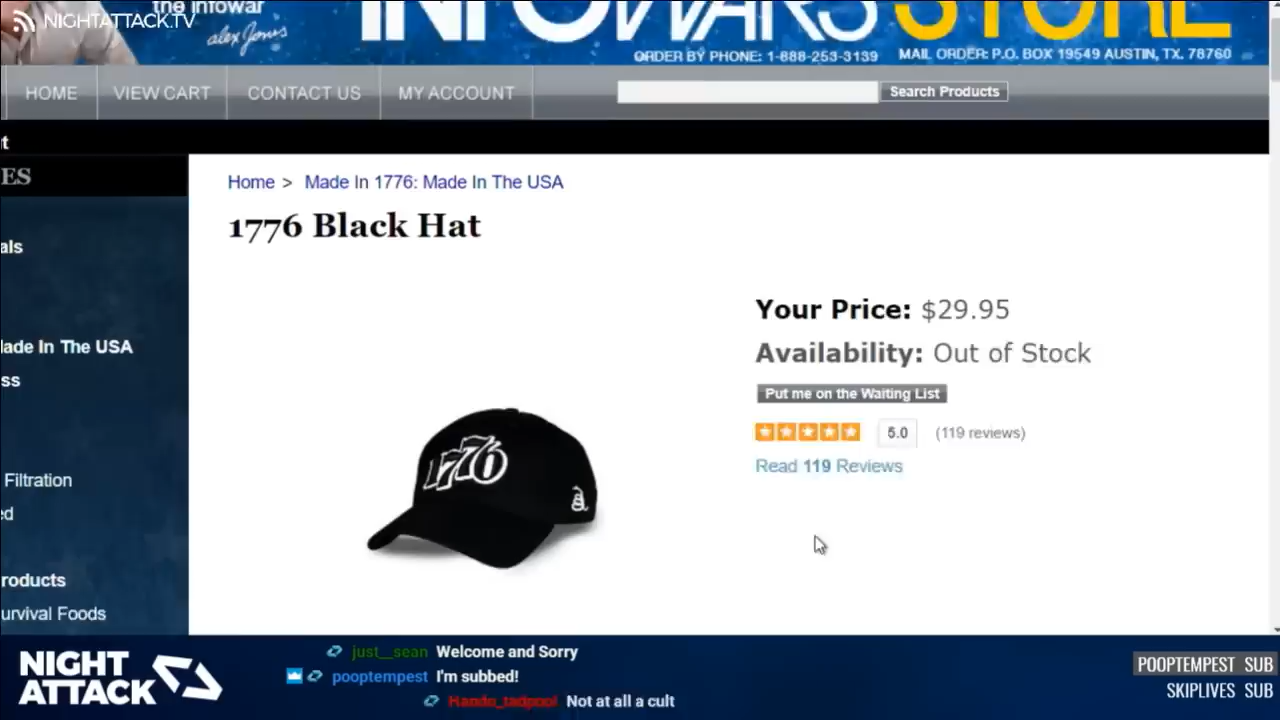 NIGHTATTACK.TV
the infowar
alex Jones
INFOWARS STORE
ORDER BY PHONE: 1-888-253-3139
MAIL ORDER: P.O. BOX 19549 AUSTIN, TX. 78760
HOME
VIEW CART
CONTACT US
MY ACCOUNT
Search Products
t
ES
Home > Made In 1776: Made In The USA
1776 Black Hat
als
Your Price: $29.95
Availability: Out of Stock
lade In The USA
ss
Put me on the Waiting List
5.0
(119 reviews)
Read 119 Reviews
1776
Filtration
ed
roducts
urvival Foods
NIGHT
ATTACK
just__sean Welcome and Sorry
pooptempest I'm subbed!
Hando_tadpool Not at all a cult
POOPTEMPEST SUB
SKIPLIVES SUB